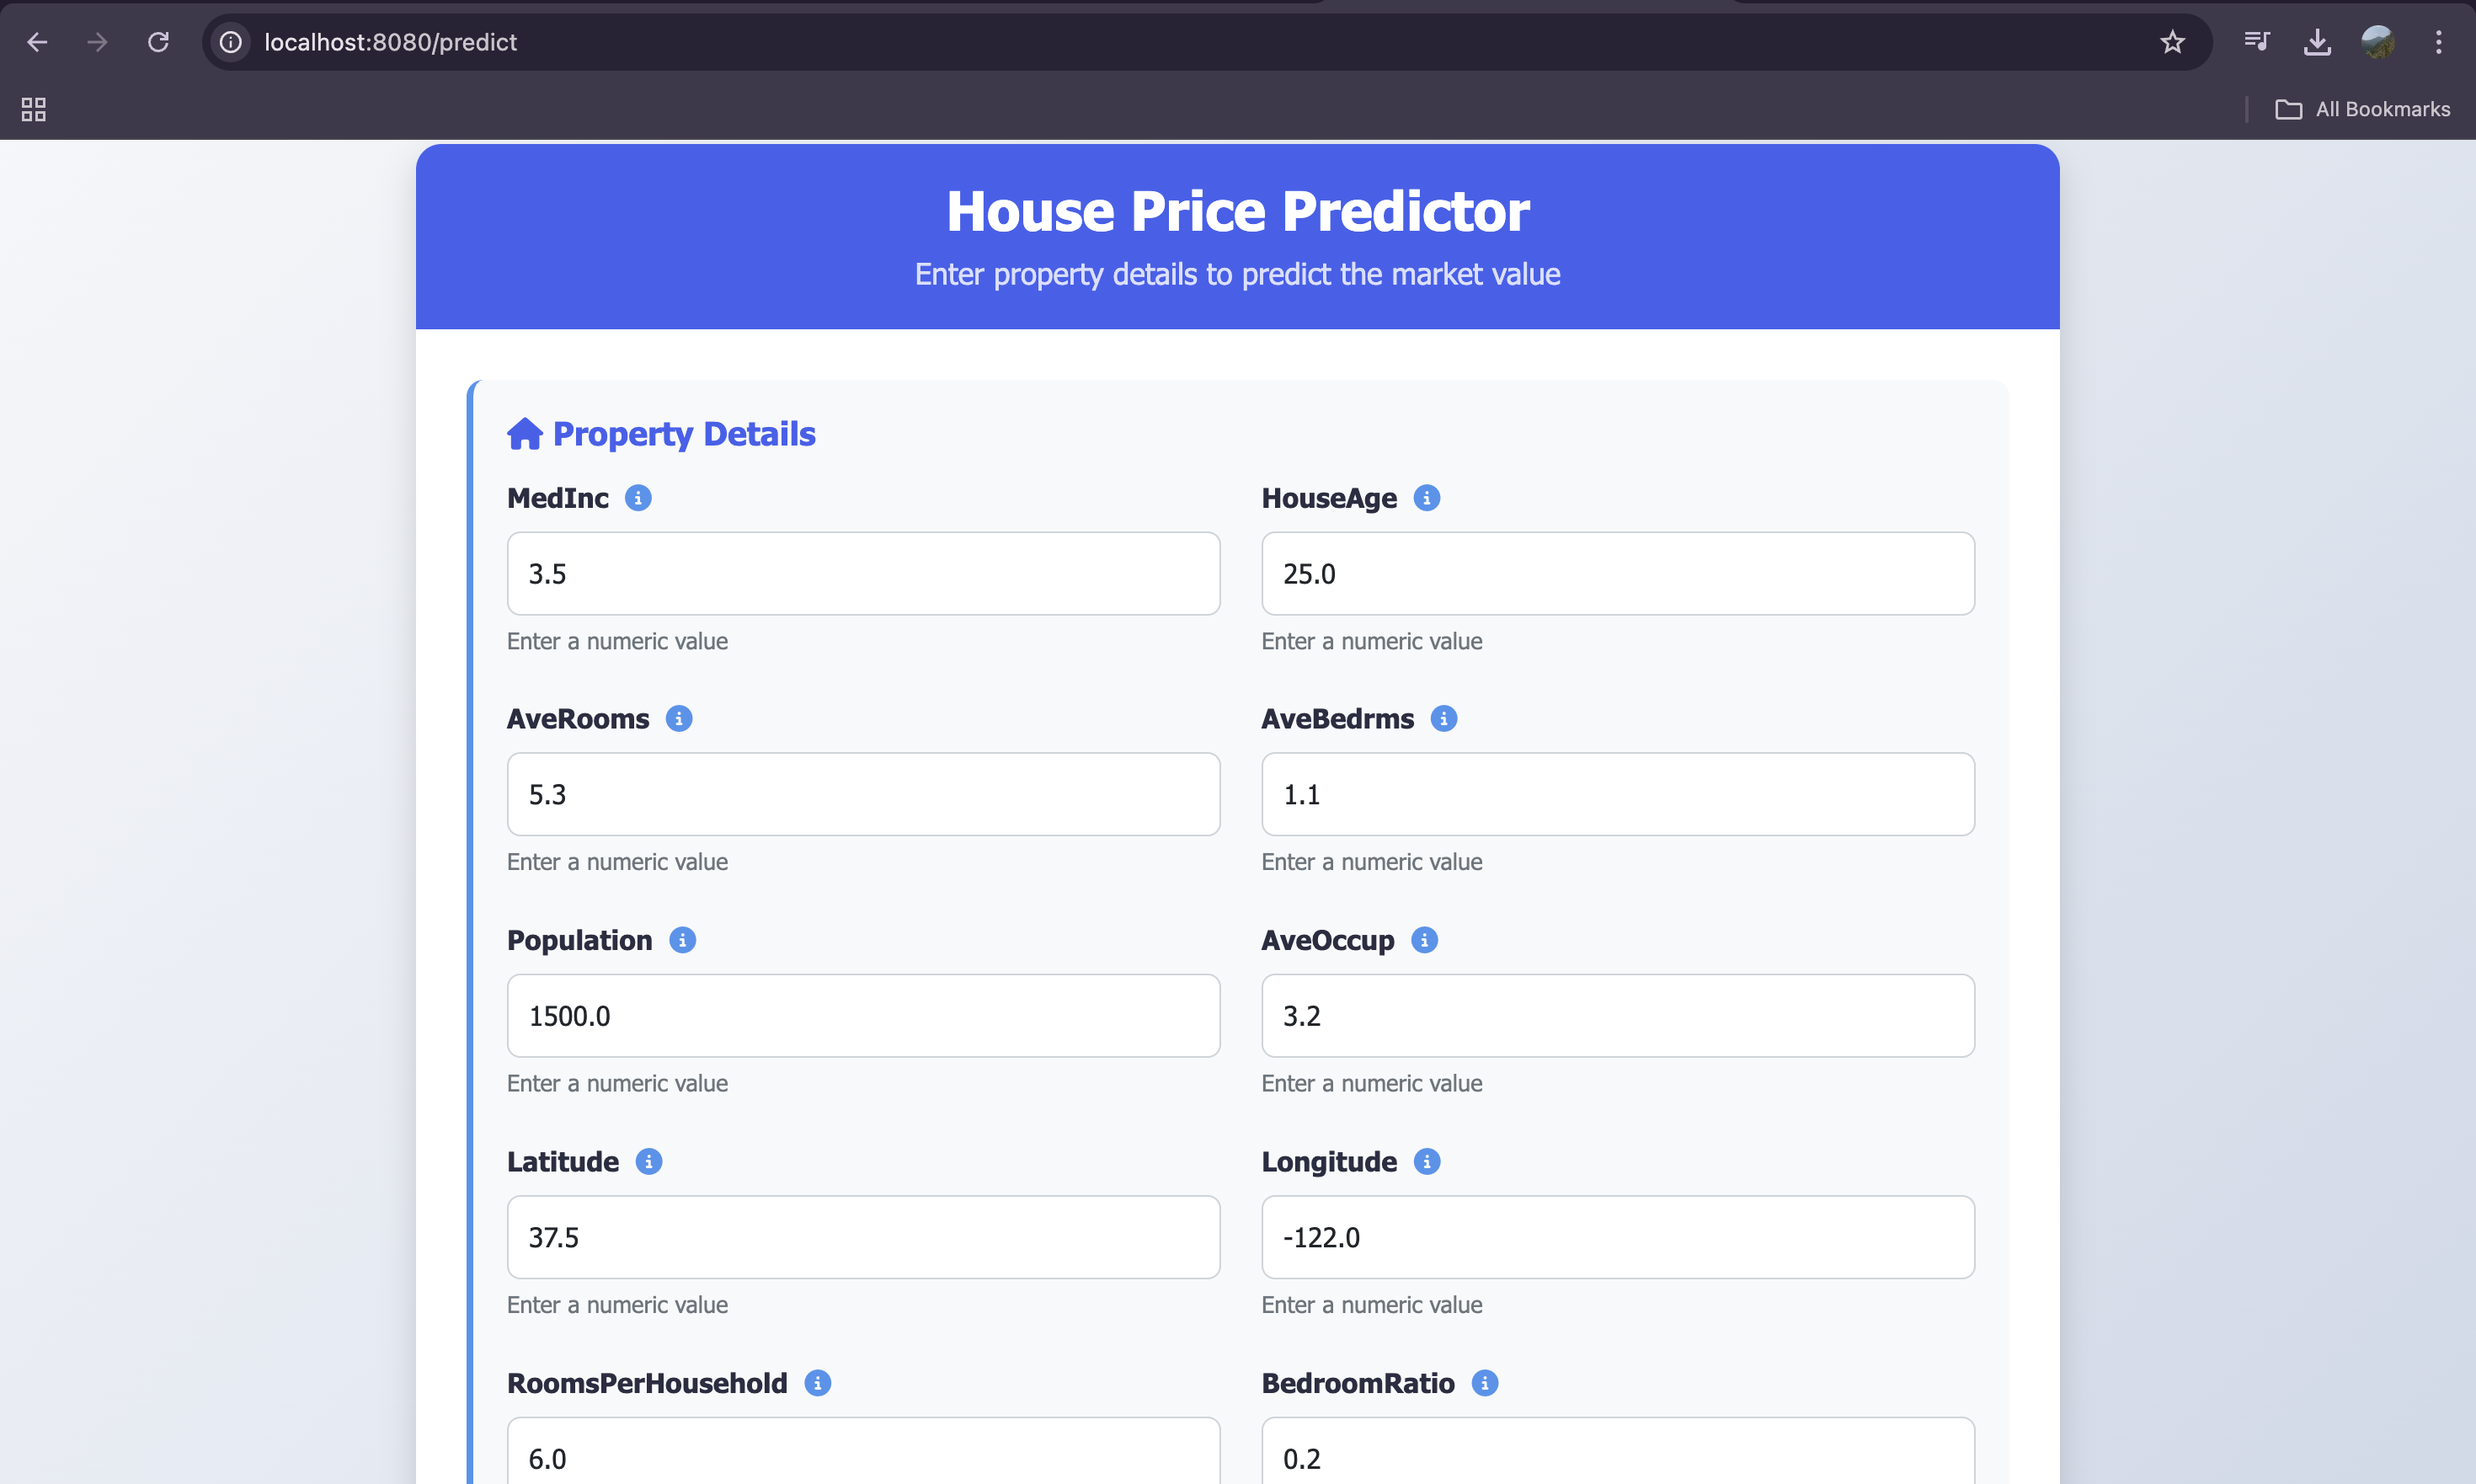 localhost:8080/predict
All Bookmarks
House Price Predictor
Enter property details to predict the market value
Property Details
MedInc
HouseAge
3.5
25.0
Enter a numeric value
Enter a numeric value
AveRooms
AveBedrms
5.3
1.1
Enter a numeric value
Enter a numeric value
Population
AveOccup
1500.0
3.2
Enter a numeric value
Enter a numeric value
Latitude
Longitude
37.5
-122.0
Enter a numeric value
Enter a numeric value
RoomsPerHousehold
BedroomRatio
6.0
0.2